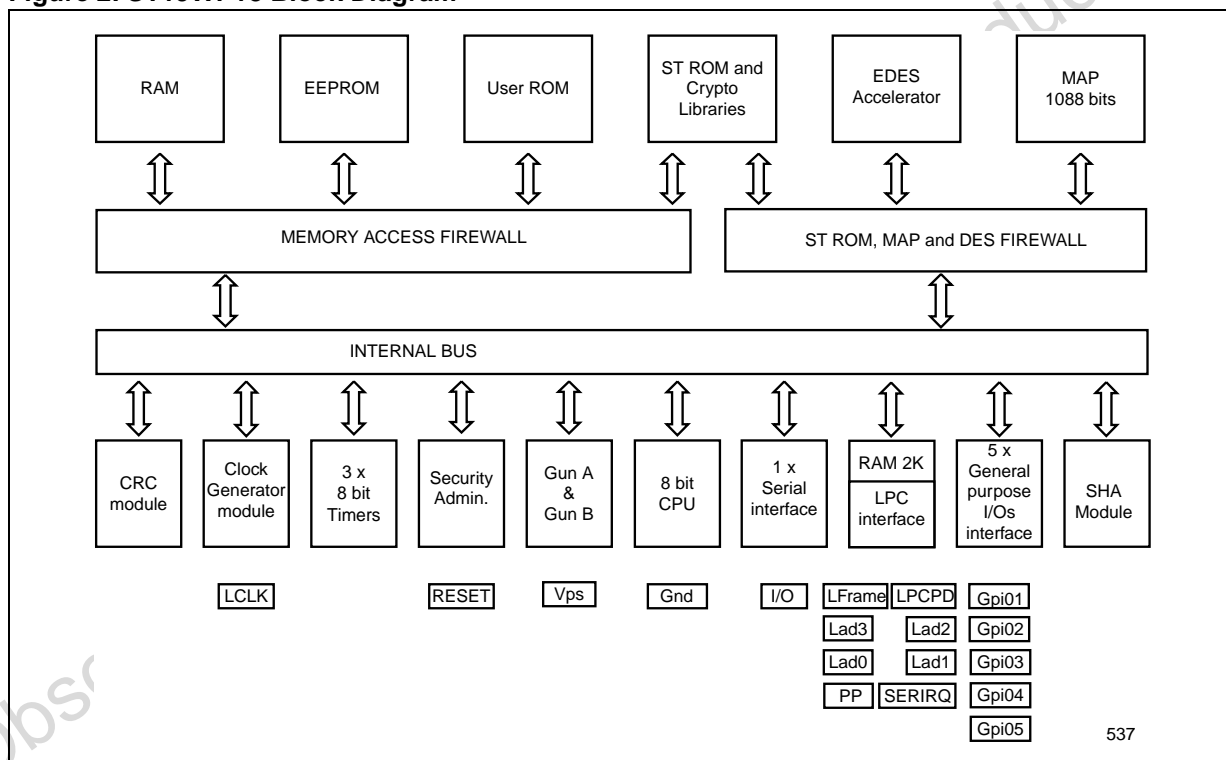 RAM
EEPROM
User ROM
ST ROM and
Crypto
Libraries
EDES
Accelerator
MAP
1088 bits
MEMORY ACCESS FIREWALL
ST ROM, MAP and DES FIREWALL
INTERNAL BUS
CRC
module
Clock
Generator
module
3 x
8 bit
Timers
Security
Admin.
Gun A
&
Gun B
8 bit
CPU
1 x
Serial
interface
RAM 2K
LPC
interface
5 x
General
purpose
I/Os
interface
SHA
Module
LCLK
RESET
Vps
Gnd
I/O
LFrame LPCPD
Lad3 Lad2
Lad0 Lad1
PP SERIRQ
Gpi01
Gpi02
Gpi03
Gpi04
Gpi05
537